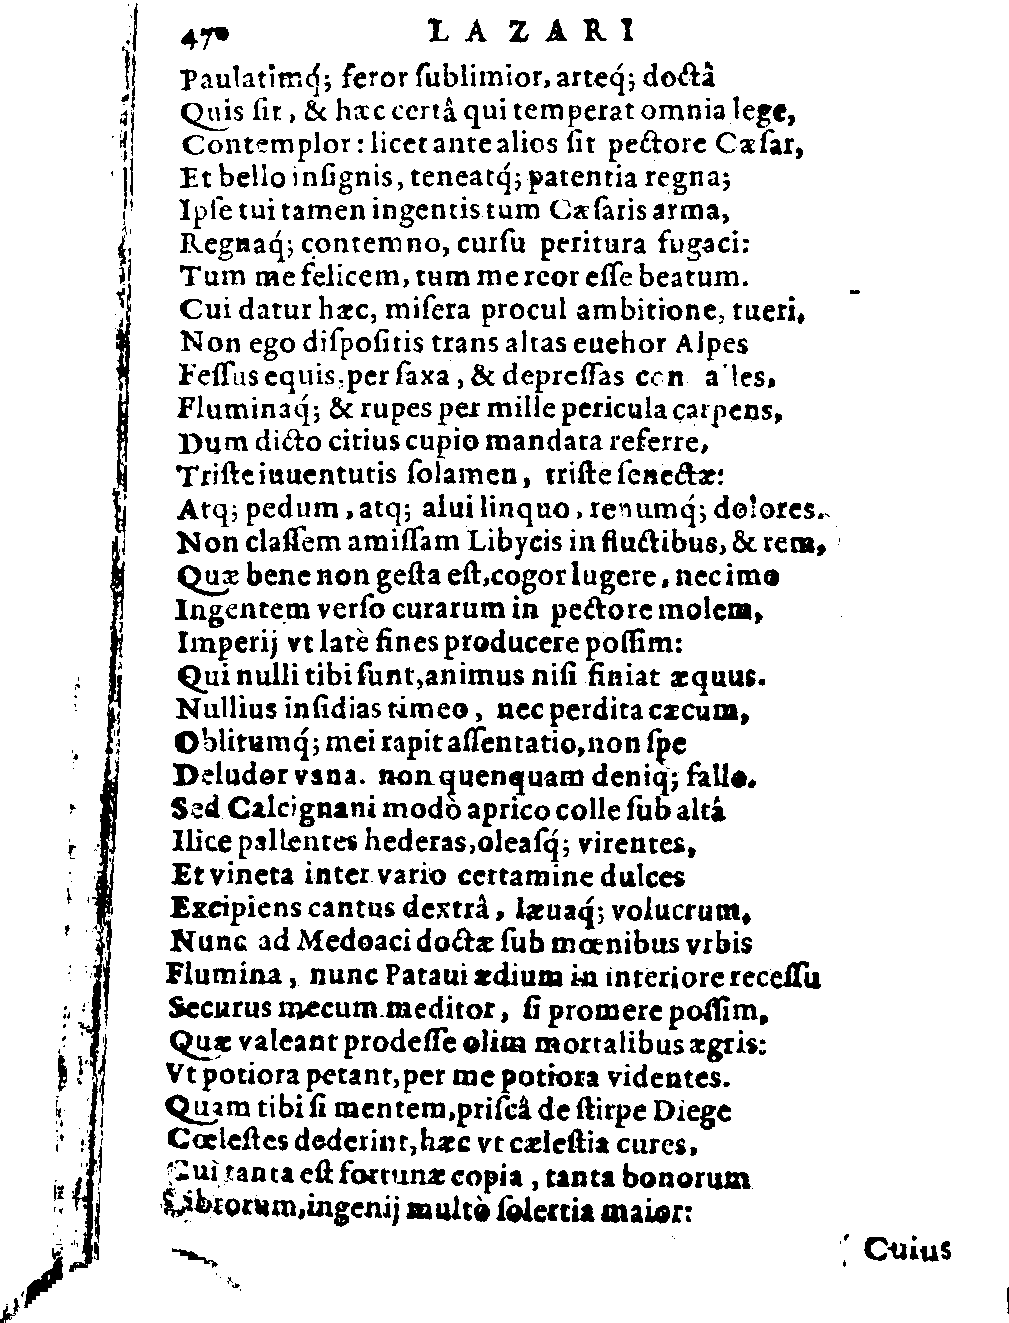 470 LAZARI
Paulatimq́; feror ſublimior, arteq́; doctâ
Quis ſit, & hæc certâ qui temperat omnia lege,
Contemplor: licet ante alios ſit pectore Cæſar,
Et bello inſignis, teneatq́; patentia regna;
Ipſe tui tamen ingentis tum Cæſaris arma,
Regnaq́; contemno, curſu peritura fugaci:
Tum me felicem, tum me reor eſſe beatum.
Cui datur hæc, miſera procul ambitione, tueri,
Non ego diſpoſitis trans altas euehor Alpes
Feſſus equis, per ſaxa, & depreſſas
Fluminaq́; & rupes per mille pericula carpens,
Dum dicto citius cupio mandata referre,
Triſte iuuentutis ſolamen, triſte ſenectæ:
Atq; pedum, atq; alui linquo, renumq́; dolores.
Non claſſem amiſſam Libycis in fluctibus, & rem,
Quæ bene non geſta eſt, cogor lugere, nec imo
Ingentem verſo curarum in pectore molem,
Imperij vt latè fines producere poſſim:
Qui nulli tibi ſunt, animus niſi finiat æquus.
Nullius inſidias timeo, nec perdita cæcum,
Oblitumq́; mei rapit aſſentatio, non ſpe
Deludor vana. non quenquam deniq; fallo.
Sed Calcignani modò aprico colle ſub altâ
Ilice pallentes hederas, oleaſq́; virentes,
Et vineta inter vario certamine dulces
Excipiens cantus dextrâ, læuaq́; volucrum,
Nunc ad Medoaci doctæ ſub mœnibus vrbis
Flumina, nunc Pataui ædium in interiore receſſu
Securus mecum meditor, ſi promere poſſim,
Quæ valeant prodeſſe olim mortalibus ægris:
Vt potiora petant, per me potiora videntes.
Quam tibi ſi mentem, priſcâ de ſtirpe Diege
Cœleſtes dederint, hæc vt cæleſtia cures,
Cui tanta eſt fortunæ copia, tanta bonorum
Librorum, ingenij multò ſolertia maior:
Cuius